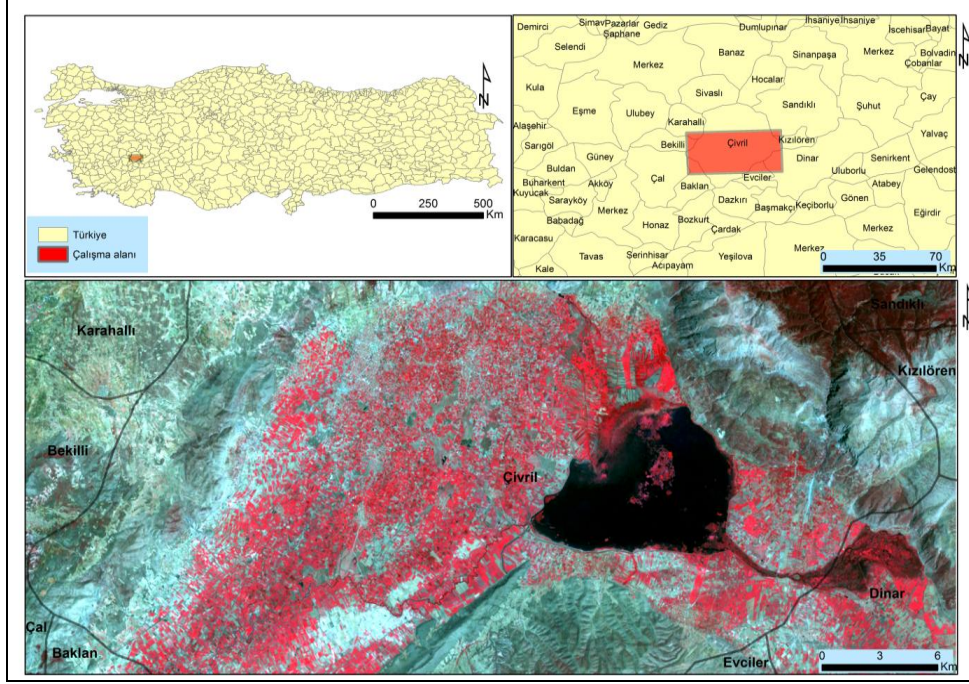 N
0 250 500
Km
Türkiye
Çalışma alanı
Demirci Simav Pazarlar Gediz Dumlupınar İhsaniye İhsaniye
Şaphane İscehisar Bayat
Selendi Banaz Sinanpaşa Merkez Bolvadin
Merkez Çobanlar
Hocalar
Kula Sivaslı Çay
Eşme Ulubey Sandıklı Şuhut
Karahallı
Alaşehir Yalvaç
Sarıgöl Bekilli Çivril Kızılören
Güney Dinar Senirkent
Buldan Uluborlu Gelendost
Buharkent Akköy Çal Evciler Atabey
Kuyucak Baklan
Sarayköy Dazkırı Gönen
Merkez Başmakçı Keçiborlu Eğirdir
Babadağ Bozkurt
Honaz Çardak Merkez
Karacasu
Tavas Serinhisar Yeşilova Merkez
Kale Acıpayam
N
0 35 70
Km
Karahallı
Sandıklı
Kızılören
Bekilli
Çivril
Dinar
Çal
Baklan
Evciler
0 3 6
Km